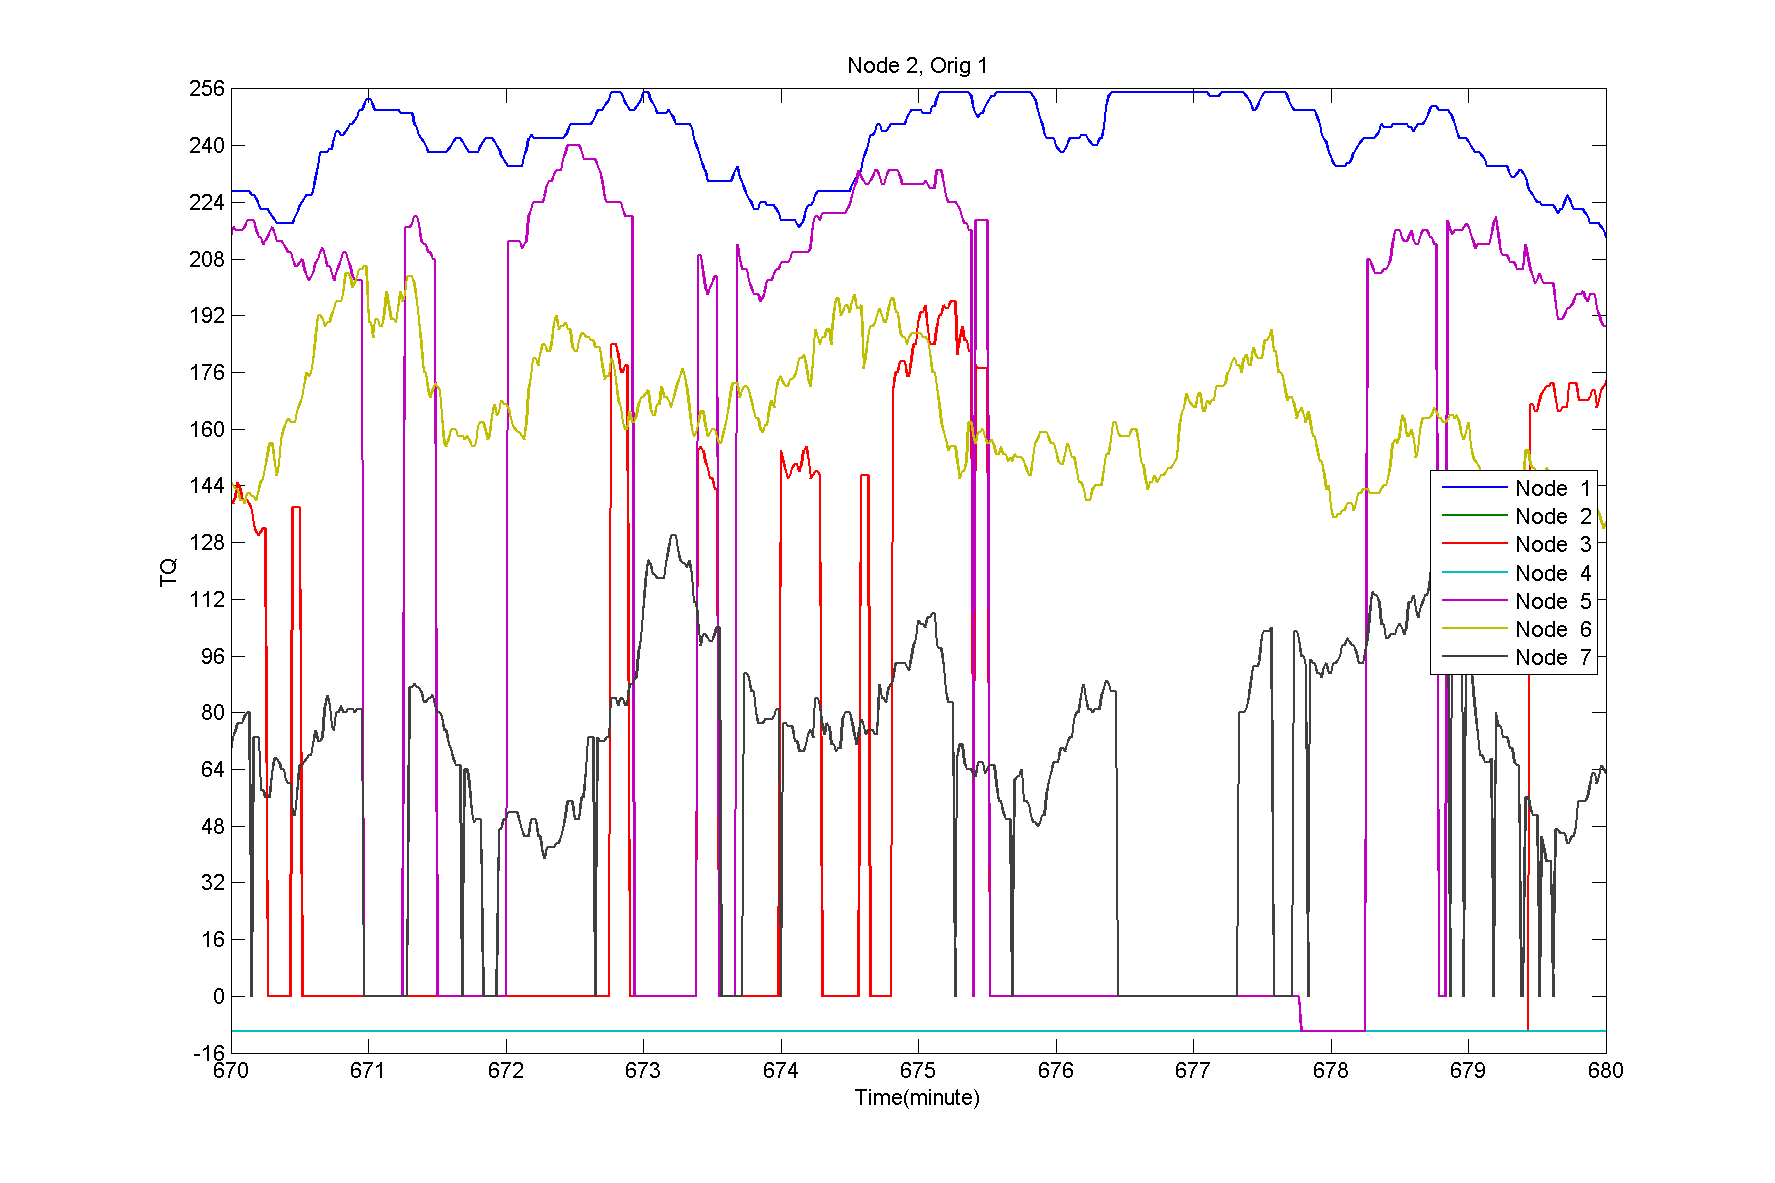 Node 2, Orig 1
256
240
224
208
192
176
160
144
128
112
96
80
64
48
32
16
0
-16
TQ
Node 1
Node 2
Node 3
Node 4
Node 5
Node 6
Node 7
670 671 672 673 674 675 676 677 678 679 680
Time(minute)